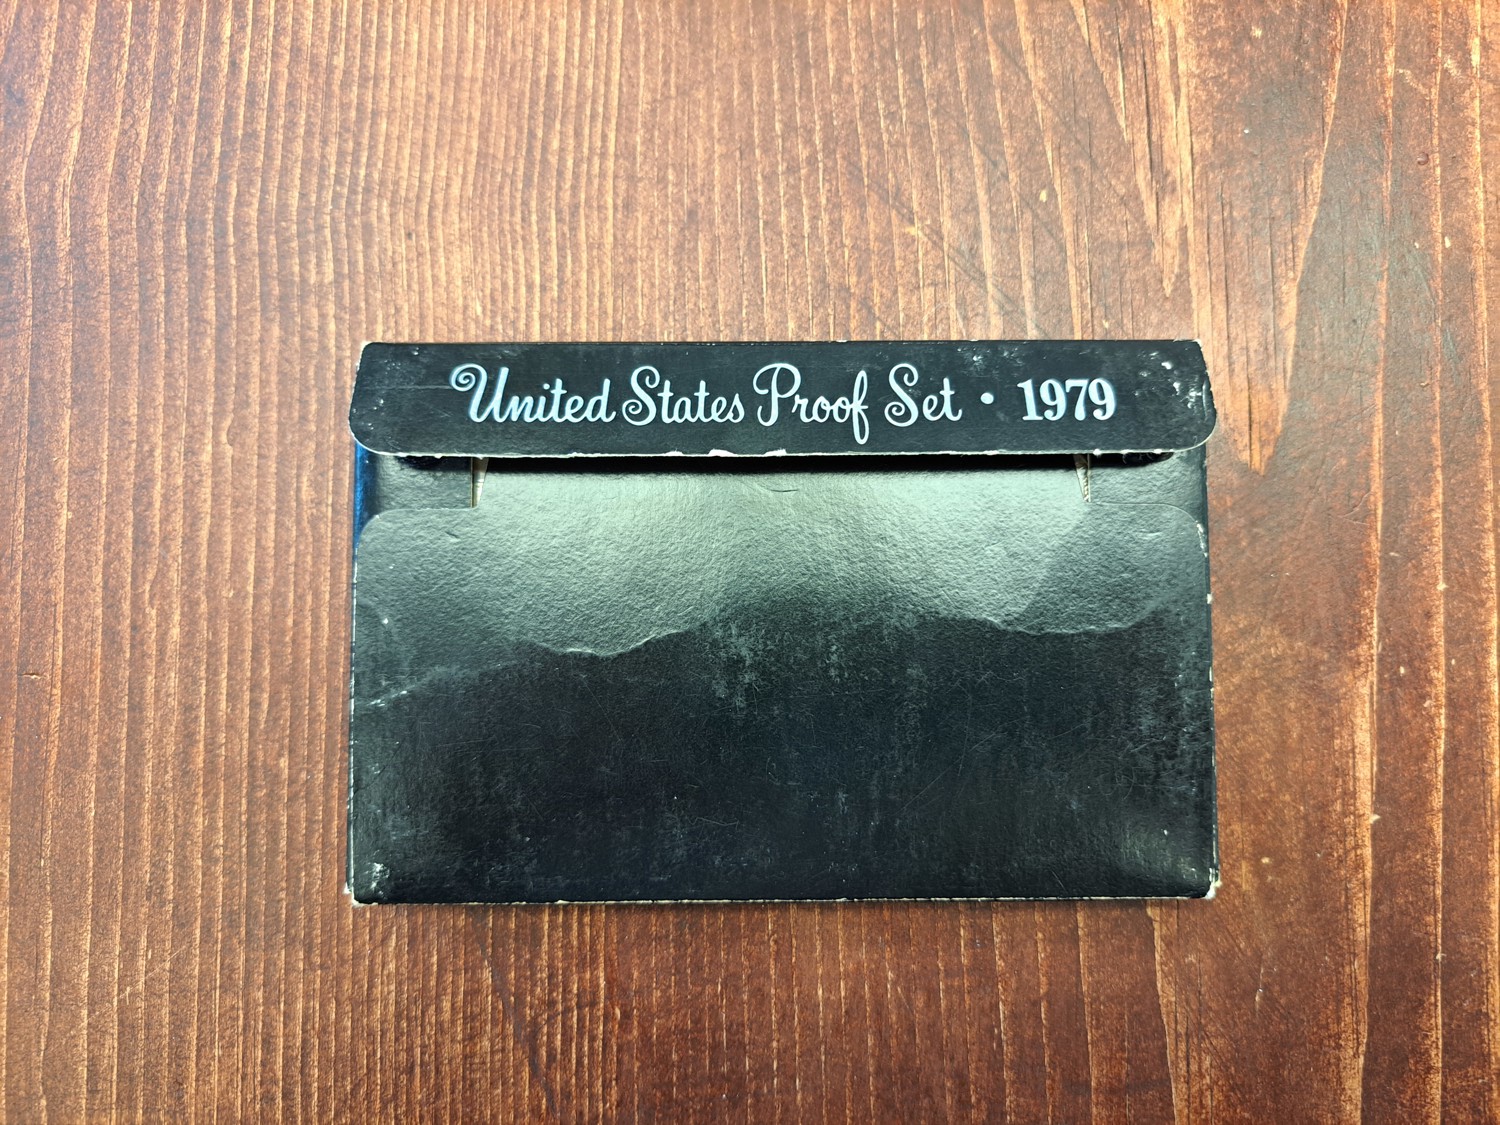 United States Proof Set • 1979